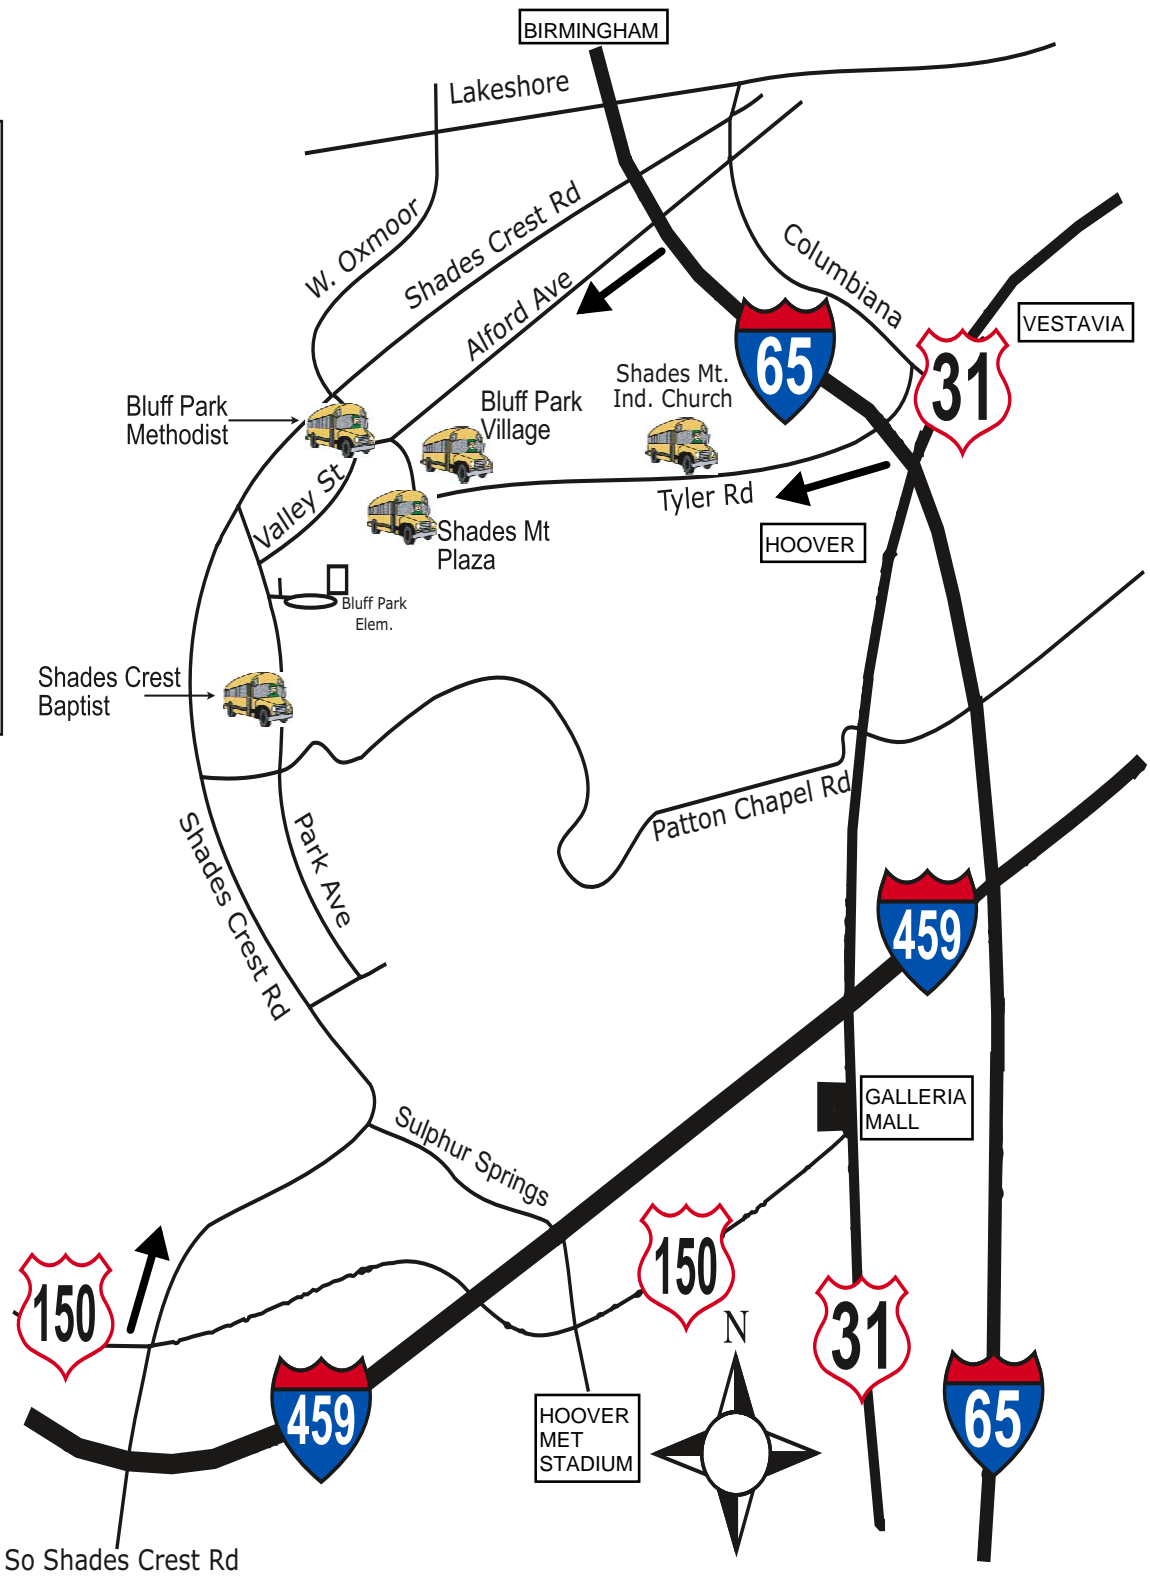 BIRMINGHAM
Lakeshore
W. Oxmoor
Shades Crest Rd
Alford Ave
Columbiana
VESTAVIA
65
31
Shades Mt.
Ind. Church
Bluff Park
Village
Bluff Park
Methodist
Valley St
Tyler Rd
Shades Mt
Plaza
HOOVER
Bluff Park
Elem.
Shades Crest
Baptist
Patton Chapel Rd
Shades Crest Rd
Park Ave
459
GALLERIA
MALL
Sulphur Springs
150
150
31
N
65
459
HOOVER
MET
STADIUM
So Shades Crest Rd